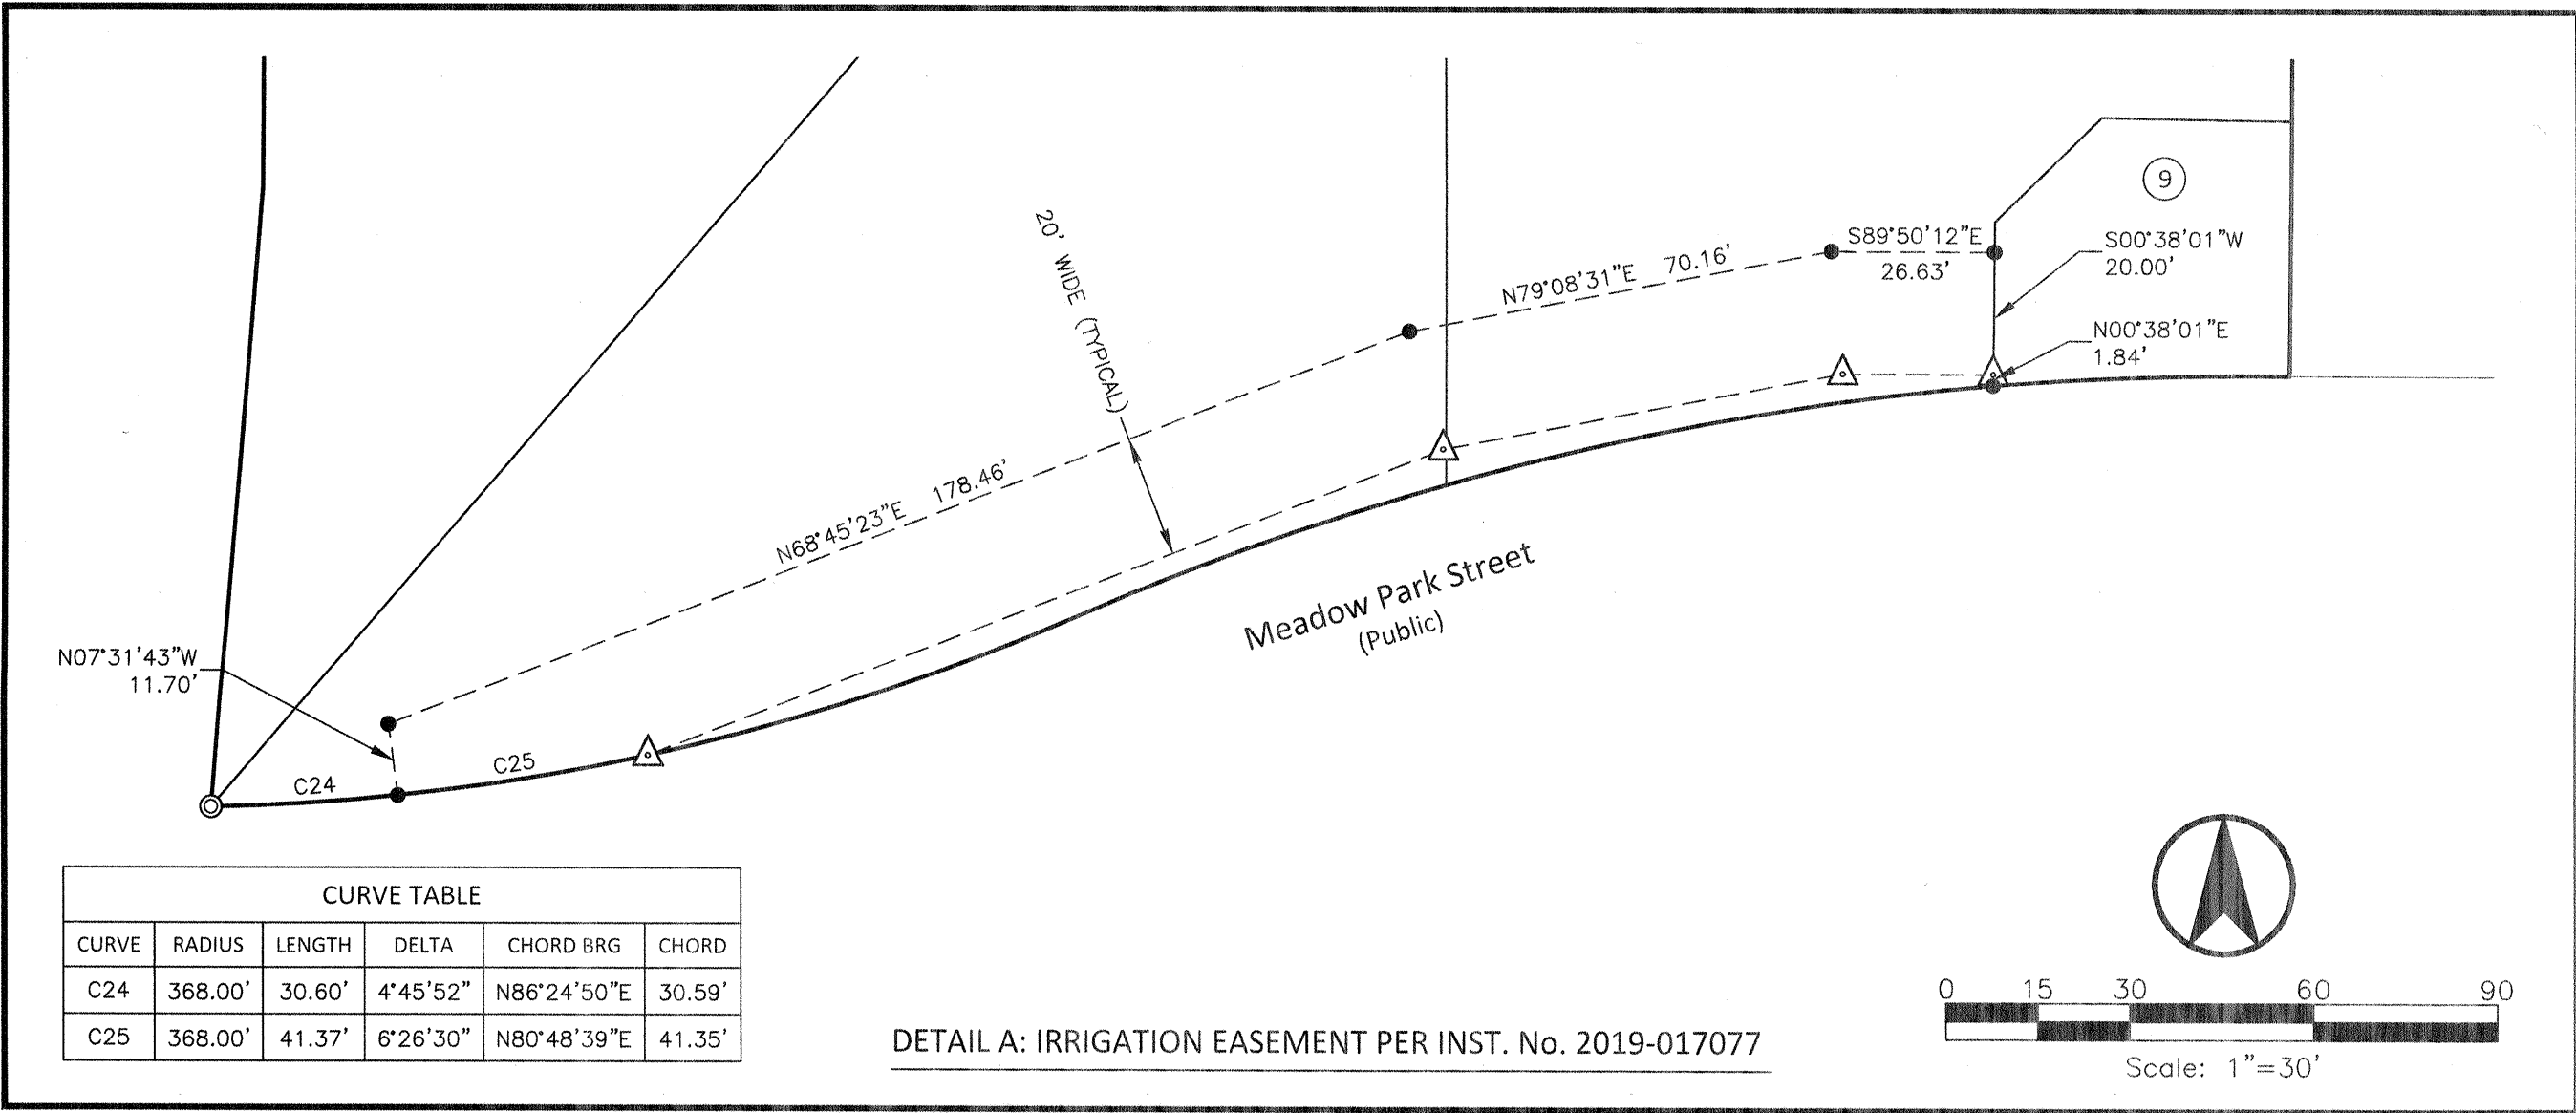 9
S89°50'12"E
26.63'
S00°38'01"W
20.00'
N79°08'31"E 70.16'
20' WIDE (TYPICAL)
N00°38'01"E
1.84'
N68°45'23"E 178.46'
Meadow Park Street
(Public)
N07°31'43"W
11.70'
C24
C25
CURVE TABLE
CURVE RADIUS LENGTH DELTA CHORD BRG CHORD
C24 368.00' 30.60' 4°45'52" N86°24'50"E 30.59'
C25 368.00' 41.37' 6°26'30" N80°48'39"E 41.35'
DETAIL A: IRRIGATION EASEMENT PER INST. No. 2019-017077
0 15 30 60 90
Scale: 1"=30'